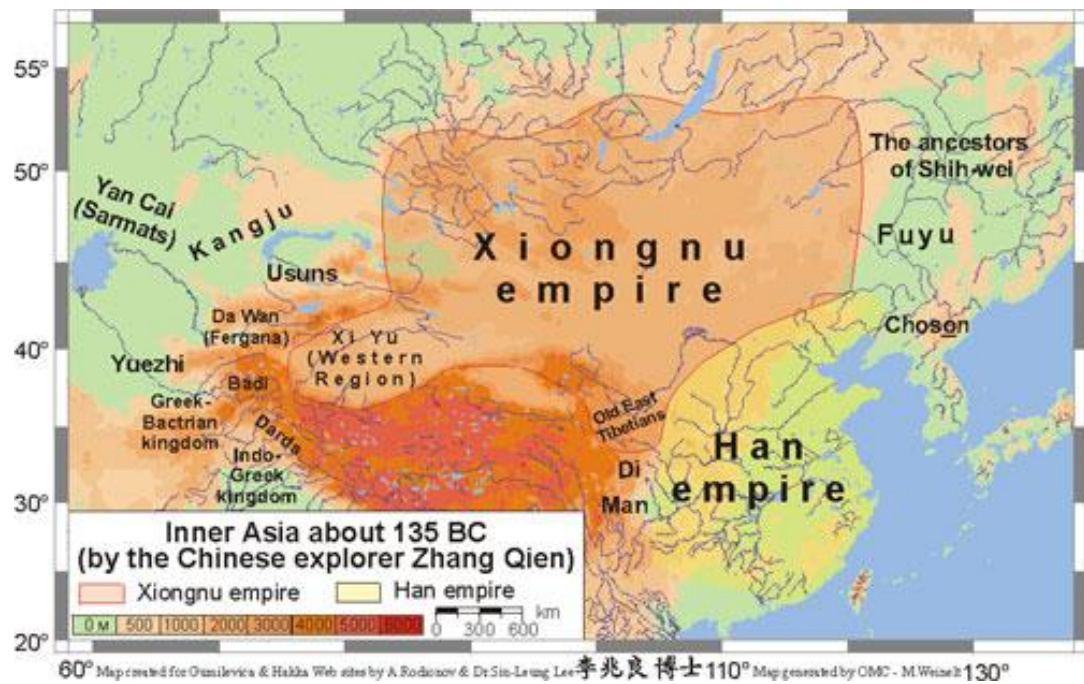 55°
50°
40°
30°
20°
60°
110°
130°
The ancestors
of Shih-wei
Yan Cai
(Sarmats)
Kangju
Xiongnu
empire
Fuyu
Usuns
Da Wan
(Fergana)
Xi Yu
(Western
Region)
Choson
Yuezhi
Badi
Greek-
Bactrian
kingdom
Dards
Old East
Tibetians
Indo-
Greek
kingdom
Di
Man
Han
empire
Inner Asia about 135 BC
(by the Chinese explorer Zhang Qien)
Xiongnu empire
Han empire
0 м 500 1000 2000 3000 4000 5000 6000
km
0 300 600
Map created for Gumilevica & Hakka Web sites by A.Rodionov & Dr Siu-Leung Lee 李兆良 博士
Map generated by OMC - M.Weinelt